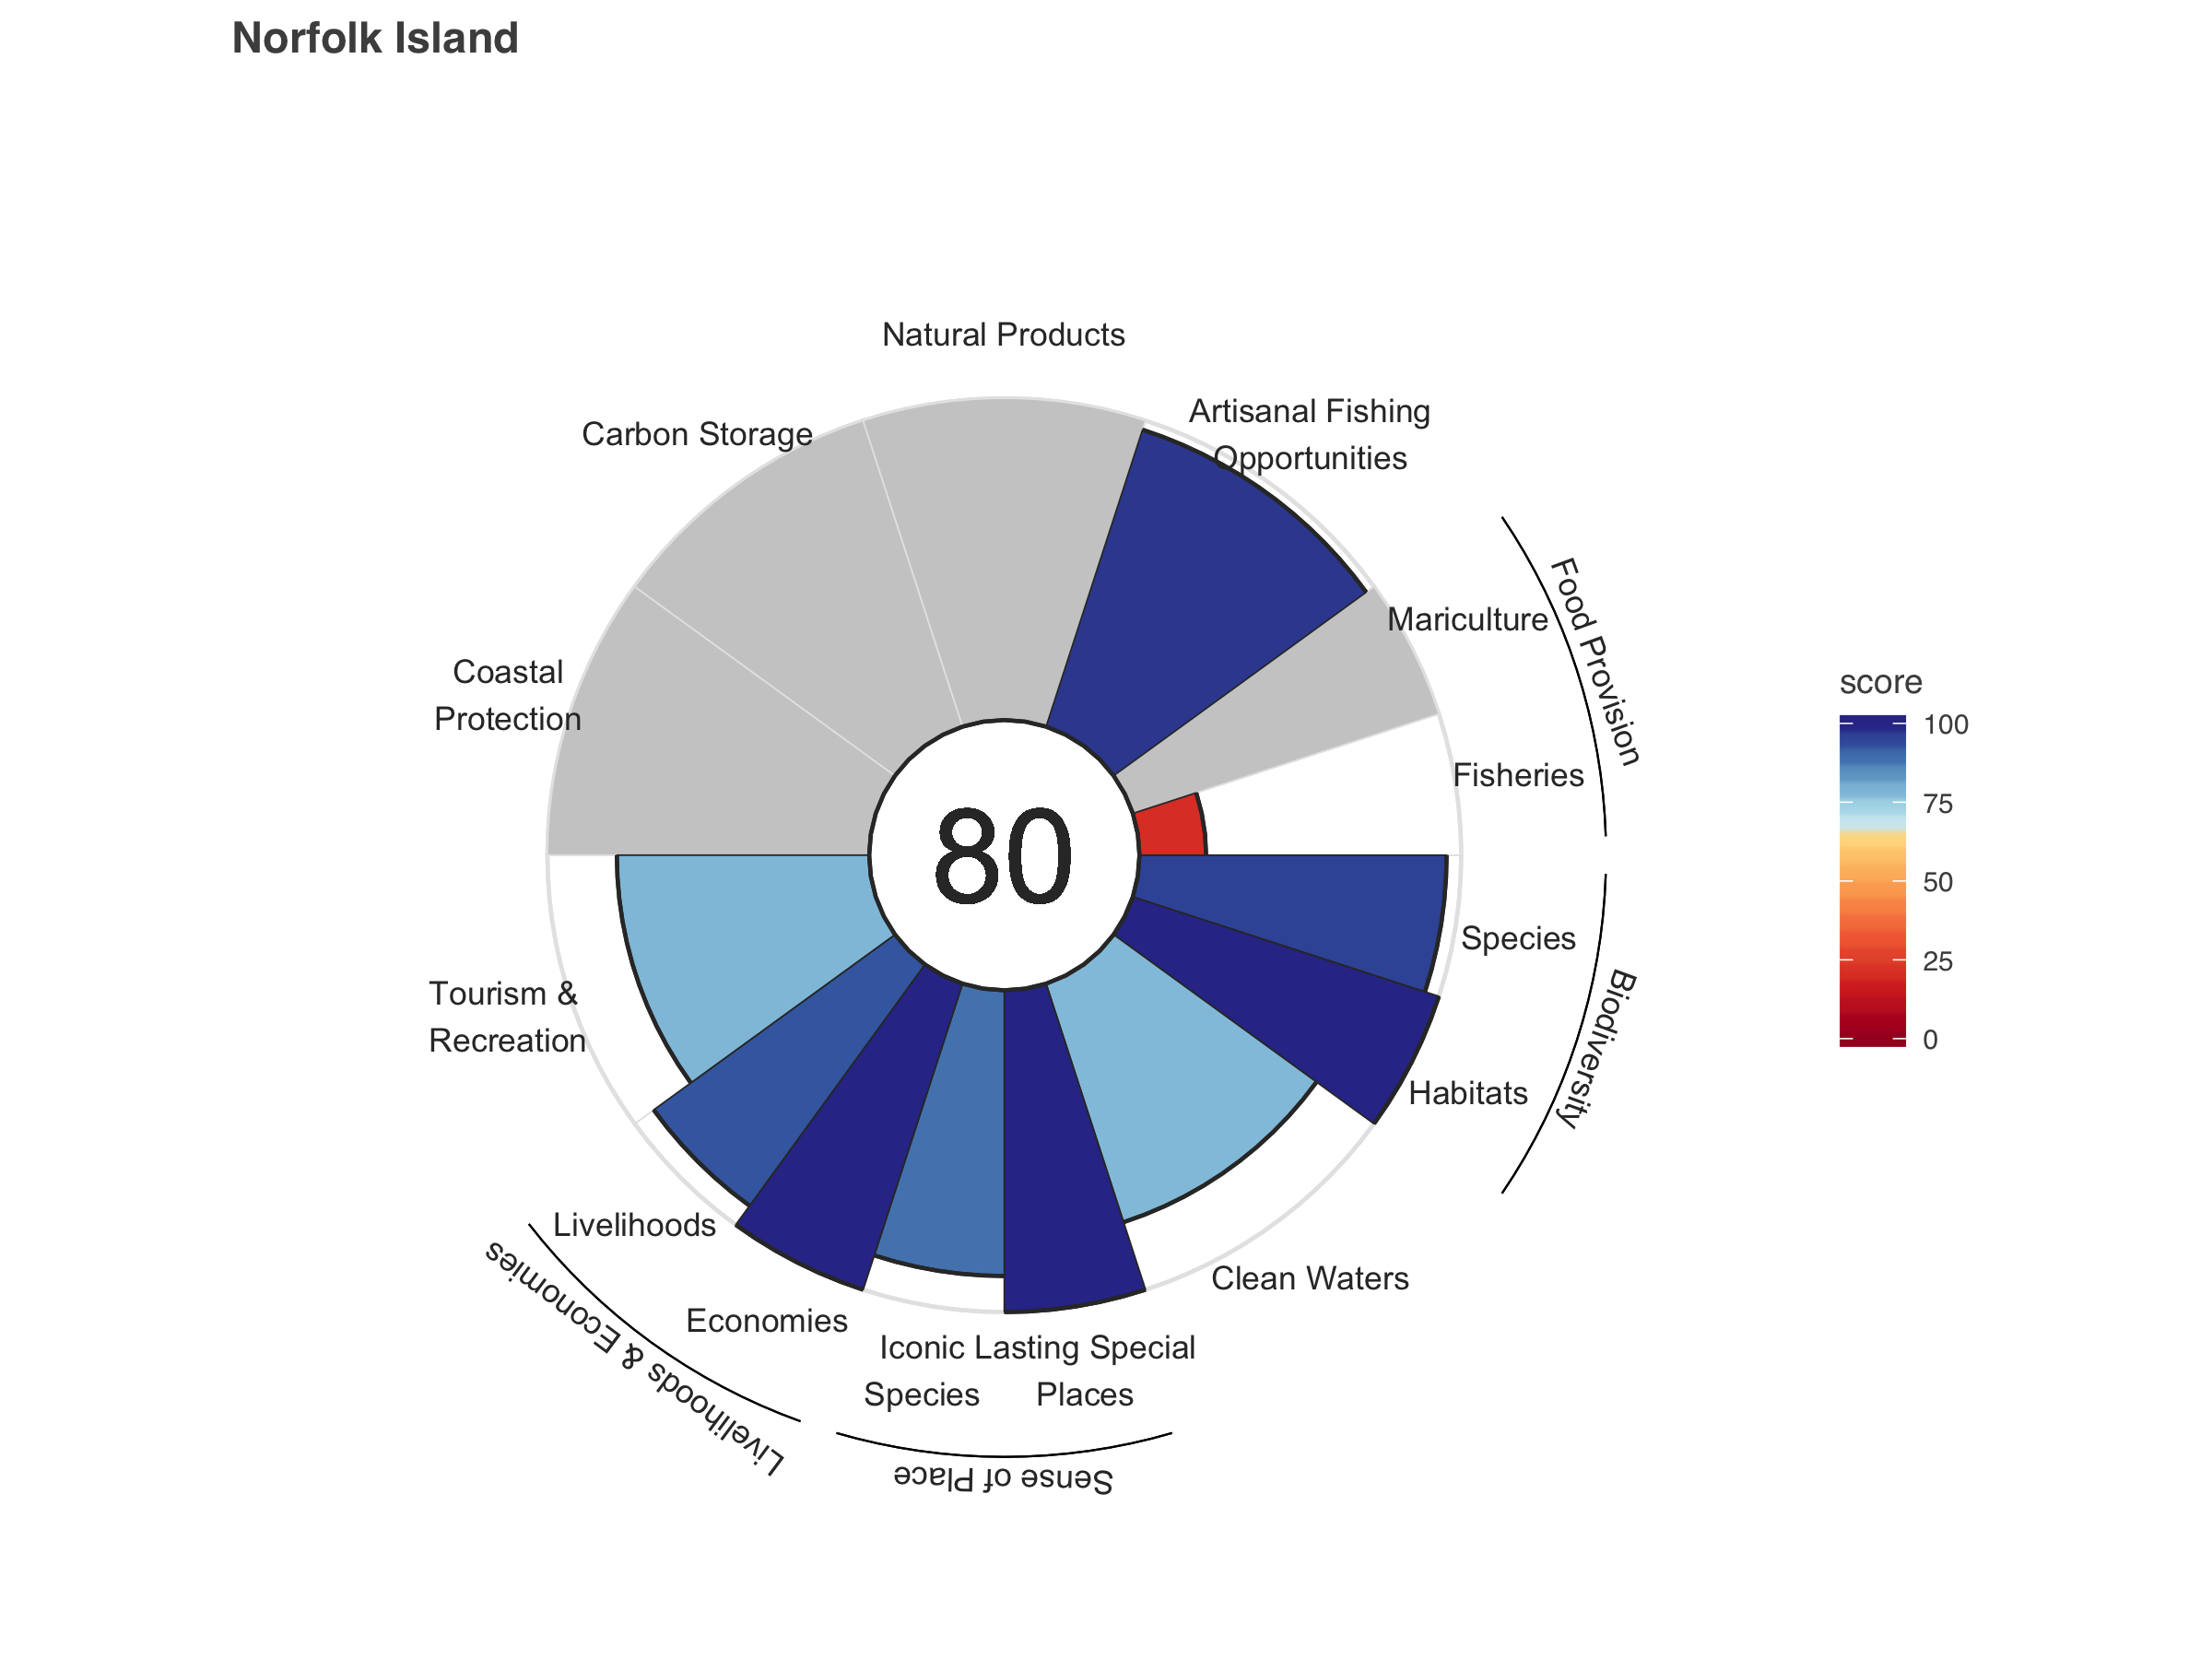 Norfolk Island
Natural Products
Artisanal Fishing
Opportunities
Carbon Storage
Mariculture
Food Provision
Coastal
Protection
Fisheries
80
Species
Biodiversity
Tourism &
Recreation
Habitats
Livelihoods
Clean Waters
Livelihoods & Economies
Economies
Iconic Lasting Special
Species Places
Sense of Place
score
100
75
50
25
0